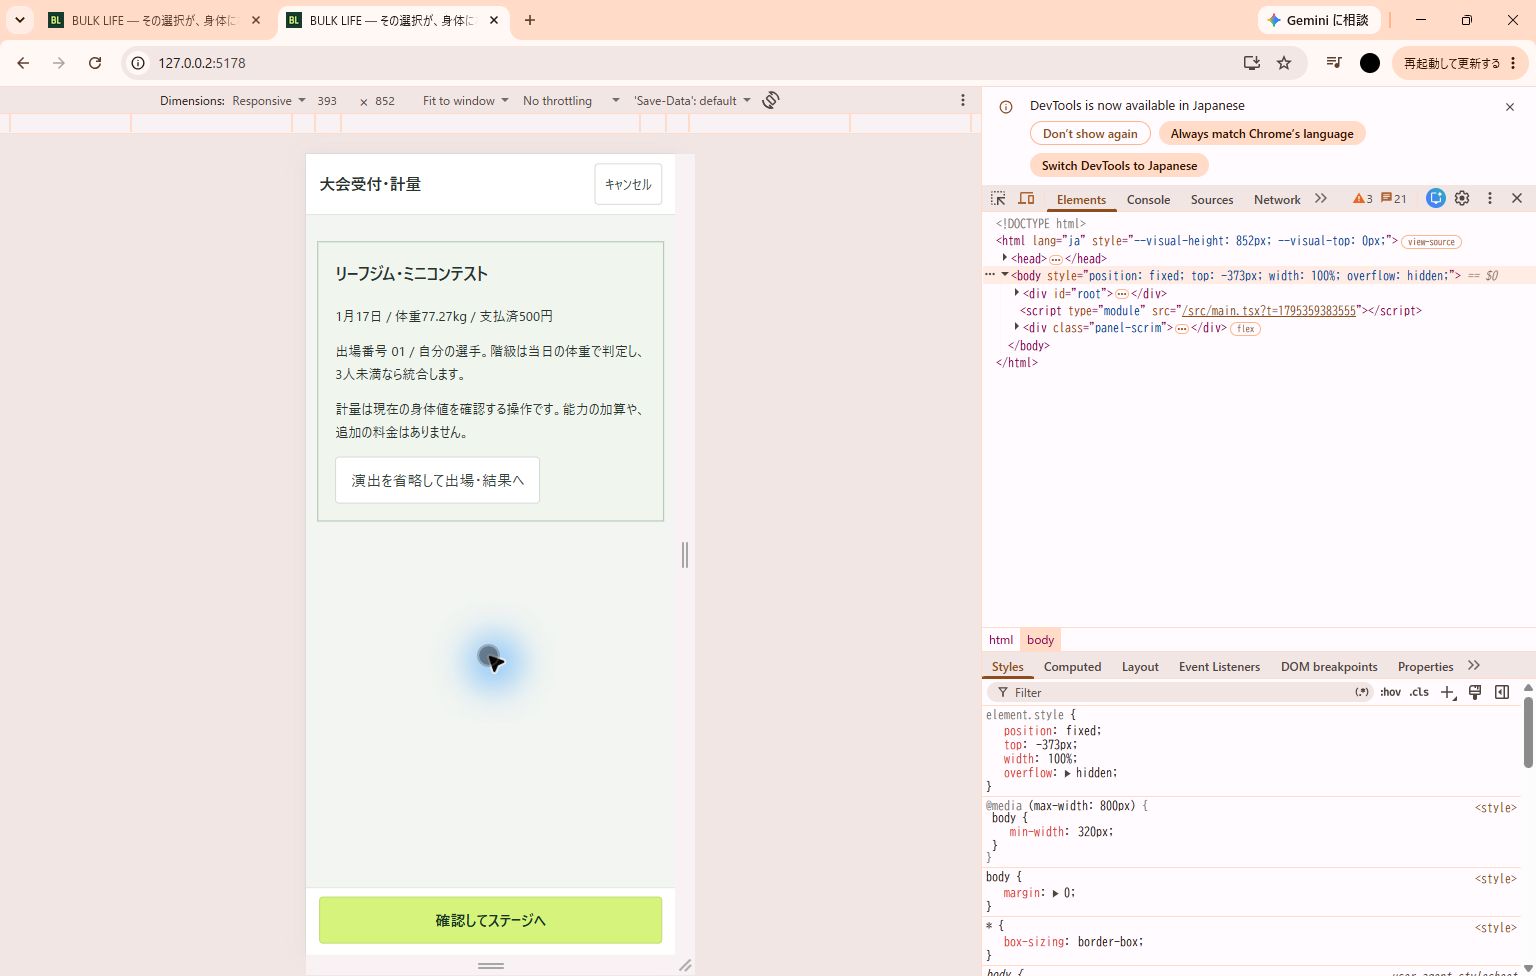 BULK LIFE — その選択が、身体に
BULK LIFE — その選択が、身体に
Gemini に相談
127.0.0.2:5178
再起動して更新する
Dimensions: Responsive 393 × 852 Fit to window No throttling 'Save-Data': default
大会受付・計量
キャンセル
リーフジム・ミニコンテスト
1月17日 / 体重77.27kg / 支払済500円
出場番号 01 / 自分の選手。階級は当日の体重で判定し、
3人未満なら統合します。
計量は現在の身体値を確認する操作です。能力の加算や、
追加の料金はありません。
演出を省略して出場・結果へ
確認してステージへ
DevTools is now available in Japanese
Don't show again
Always match Chrome's language
Switch DevTools to Japanese
Elements Console Sources Network 3 21
<!DOCTYPE html>
<html lang="ja" style="--visual-height: 852px; --visual-top: 0px;"> view-source
<head> … </head>
<body style="position: fixed; top: -373px; width: 100%; overflow: hidden;"> == $0
<div id="root"> … </div>
<script type="module" src="/src/main.tsx?t=1795359383555"></script>
<div class="panel-scrim"> … </div> flex
</body>
</html>
html body
Styles Computed Layout Event Listeners DOM breakpoints Properties
Filter (.*) :hov .cls
element.style {
position: fixed;
top: -373px;
width: 100%;
overflow: hidden;
}
@media (max-width: 800px) { <style>
body {
min-width: 320px;
}
}
body { <style>
margin: 0;
}
* { <style>
box-sizing: border-box;
}
body { user agent stylesheet